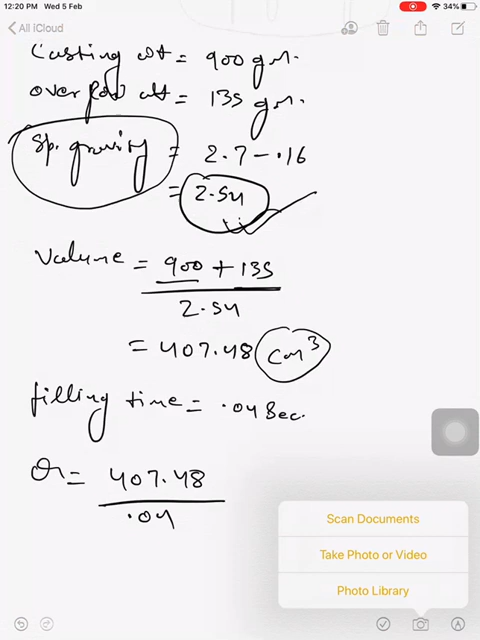 12:20 PM Wed 5 Feb
34%
All iCloud
Casting wt = 900 gm.
over flow wt = 135 gm.
Sp. gravity = 2.7 - .16
= 2.54
Volume = 900 + 135
2.54
= 407.48 cm³
filling time = .04 Sec.
Q = 407.48
.04
Scan Documents
Take Photo or Video
Photo Library